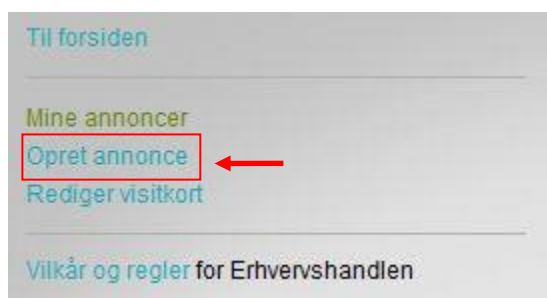 Til forsiden
Mine annoncer
Opret annonce
Rediger visitkort
Vilkår og regler for Erhvervshandlen